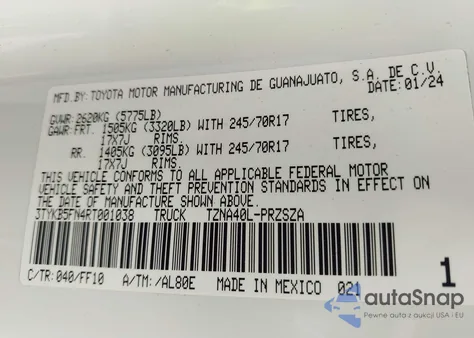 MFD.BY:TOYOTA MOTOR MANUFACTURING DE GUANAJUATO, S.A. DE C.V.
DATE:01/24
GVWR:2620KG (5775LB)
GAWR:FRT. 1505KG (3320LB) WITH 245/70R17 TIRES,
17X7J RIMS.
RR. 1405KG (3095LB) WITH 245/70R17 TIRES,
17X7J RIMS.
THIS VEHICLE CONFORMS TO ALL APPLICABLE FEDERAL MOTOR
VEHICLE SAFETY AND THEFT PREVENTION STANDARDS IN EFFECT ON
THE DATE OF MANUFACTURE SHOWN ABOVE.
3TYKB5FN4RT001038 TRUCK TZNA40L-PRZSZA
C/TR:040/FF10 A/TM:/AL80E MADE IN MEXICO 021 1
autoSnap
Pewne auta z aukcji USA i EU